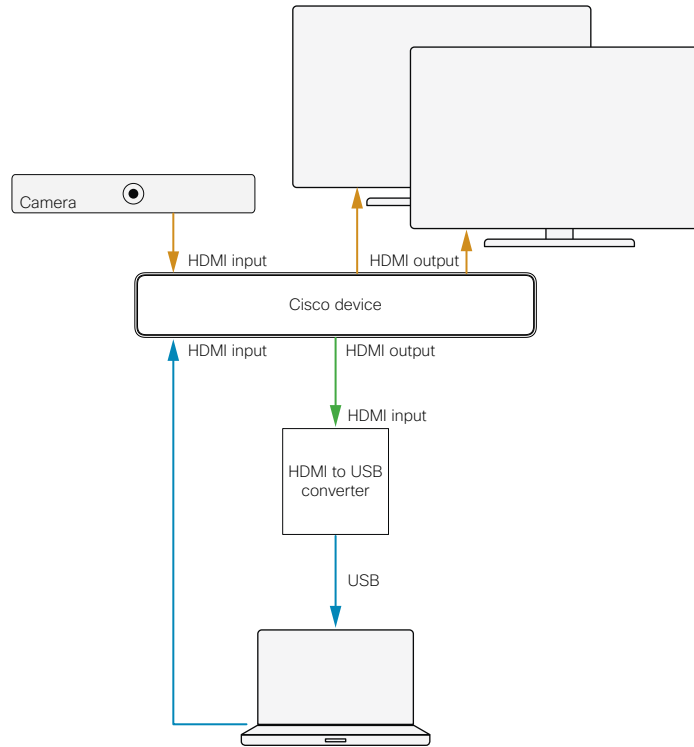 Camera
HDMI input
HDMI output
Cisco device
HDMI input
HDMI output
HDMI input
HDMI to USB
converter
USB